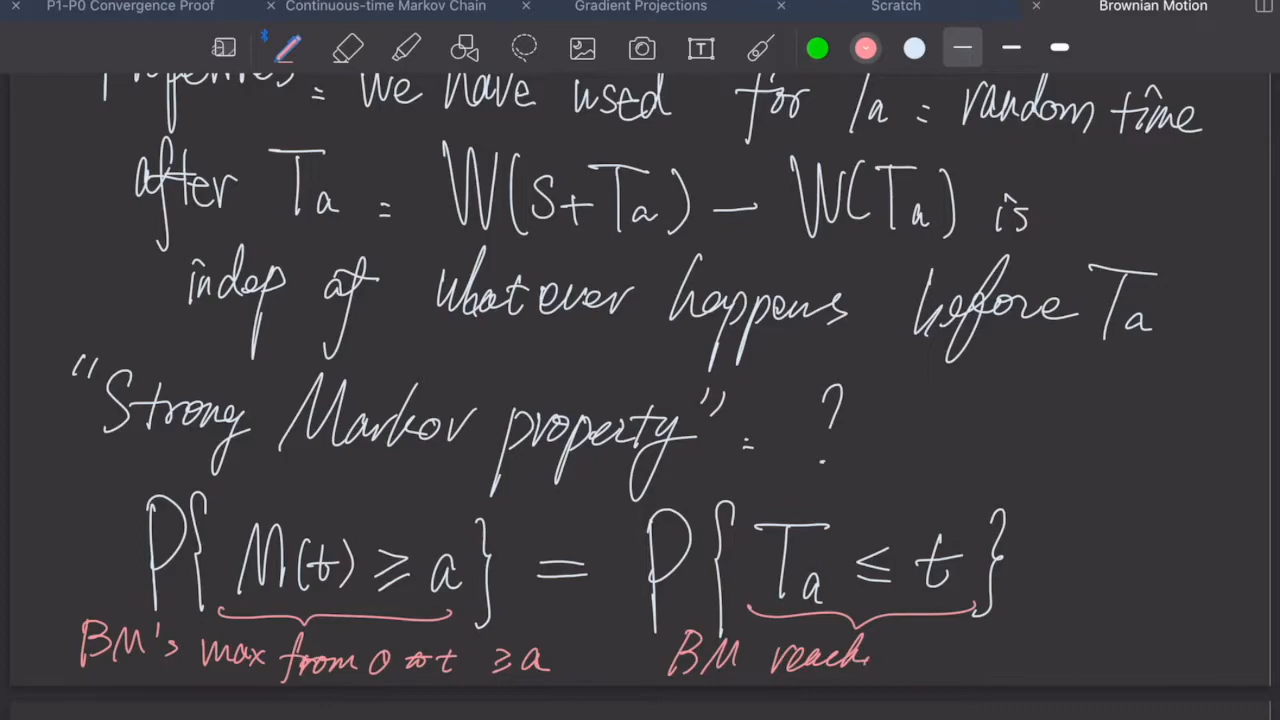 P1-P0 Convergence Proof Continuous-time Markov Chain Gradient Projections Scratch Brownian Motion
Properties = we have used for Ta = random time
after Ta = W(s+Ta) - W(Ta) is
indep of whatever happens before Ta
"Strong Markov property" = ?
P{ M(t) ≥ a } = P{ Ta ≤ t }
BM's max from 0 to t ≥ a BM reach